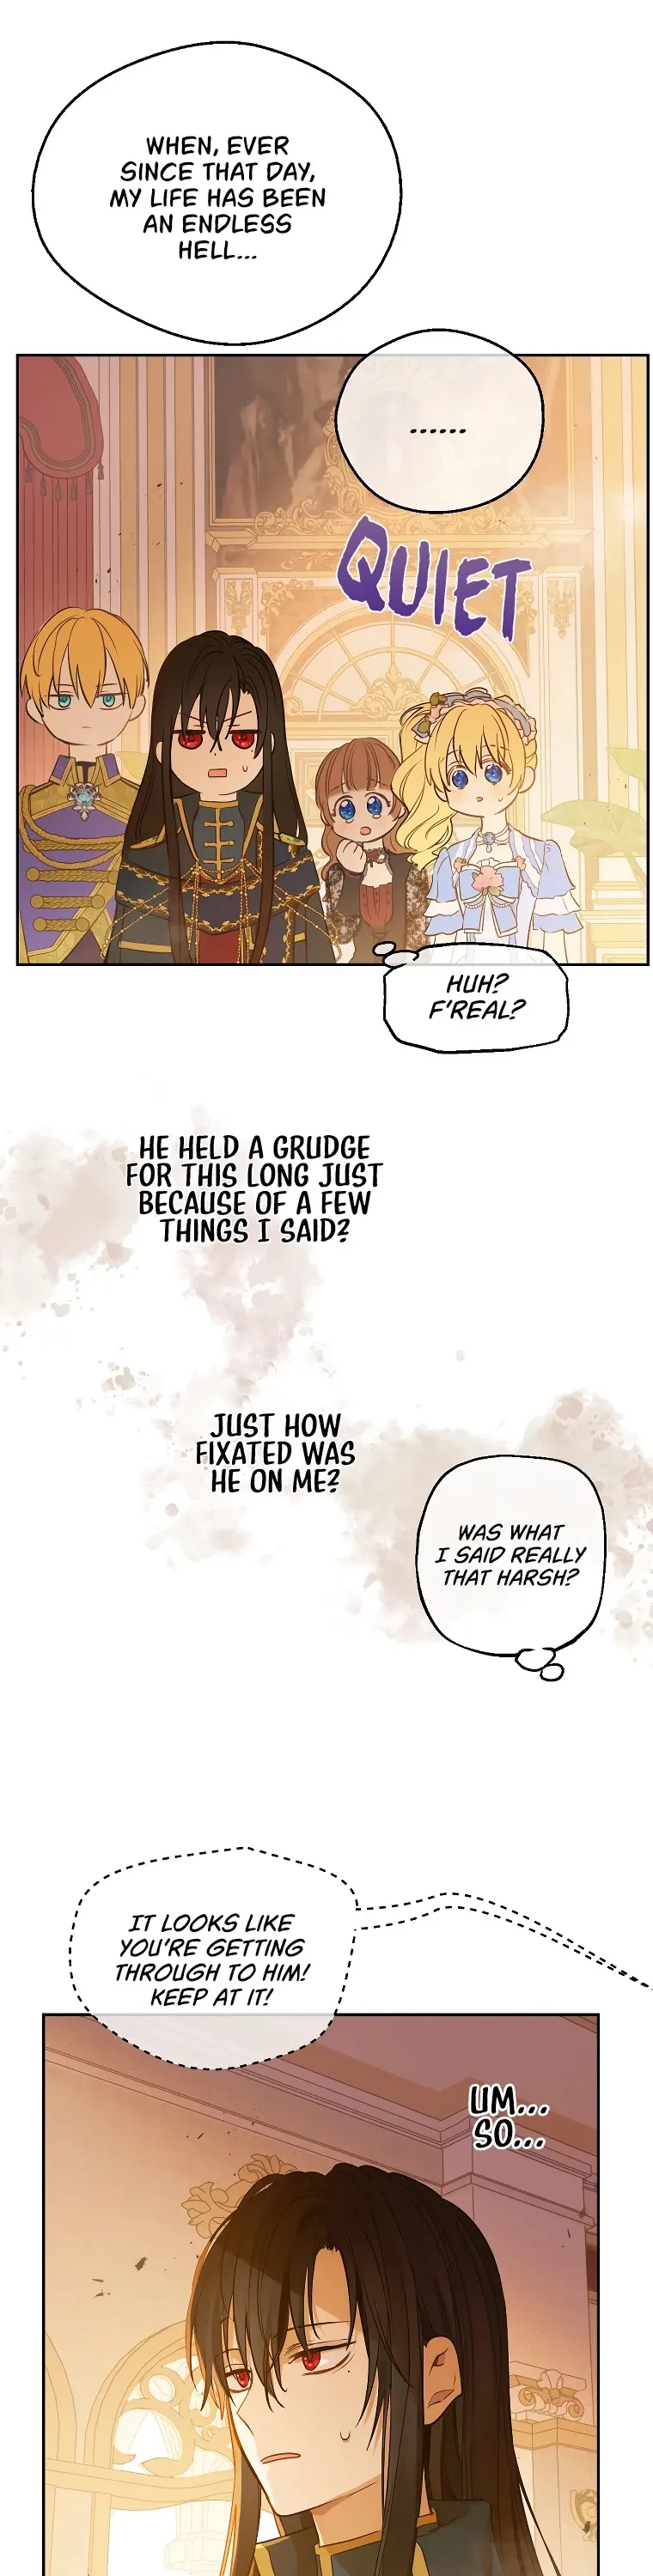 WHEN, EVER
SINCE THAT DAY,
MY LIFE HAS BEEN
AN ENDLESS
HELL...
......
QUIET
HUH?
F'REAL?
HE HELD A GRUDGE
FOR THIS LONG JUST
BECAUSE OF A FEW
THINGS I SAID?
JUST HOW
FIXATED WAS
HE ON ME?
WAS WHAT
I SAID REALLY
THAT HARSH?
IT LOOKS LIKE
YOU'RE GETTING
THROUGH TO HIM!
KEEP AT IT!
UM...
SO...